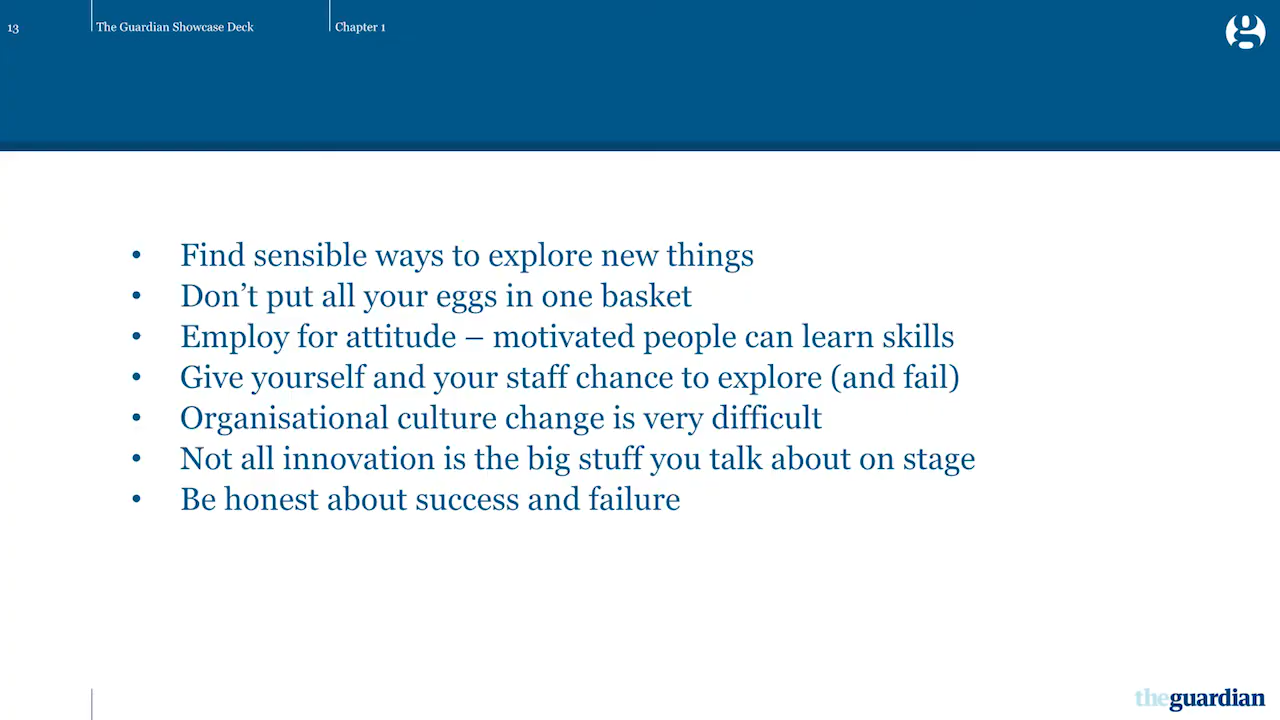 13
The Guardian Showcase Deck
Chapter 1
g
• Find sensible ways to explore new things
• Don’t put all your eggs in one basket
• Employ for attitude – motivated people can learn skills
• Give yourself and your staff chance to explore (and fail)
• Organisational culture change is very difficult
• Not all innovation is the big stuff you talk about on stage
• Be honest about success and failure
theguardian